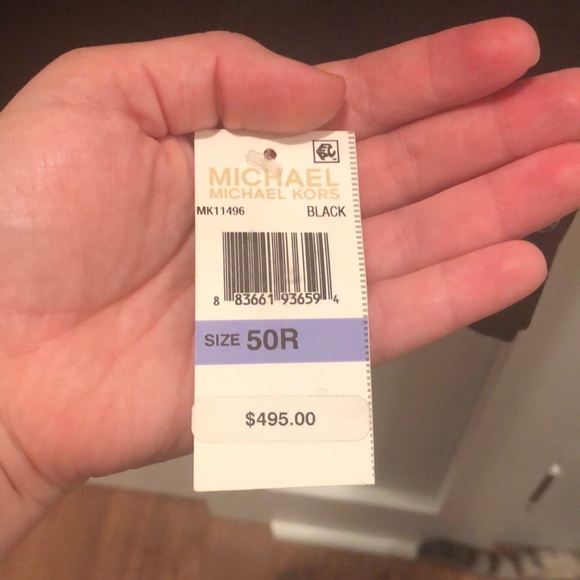 MICHAEL
MICHAEL KORS
MK11496 BLACK
8 83661 93659 4
SIZE 50R
$495.00